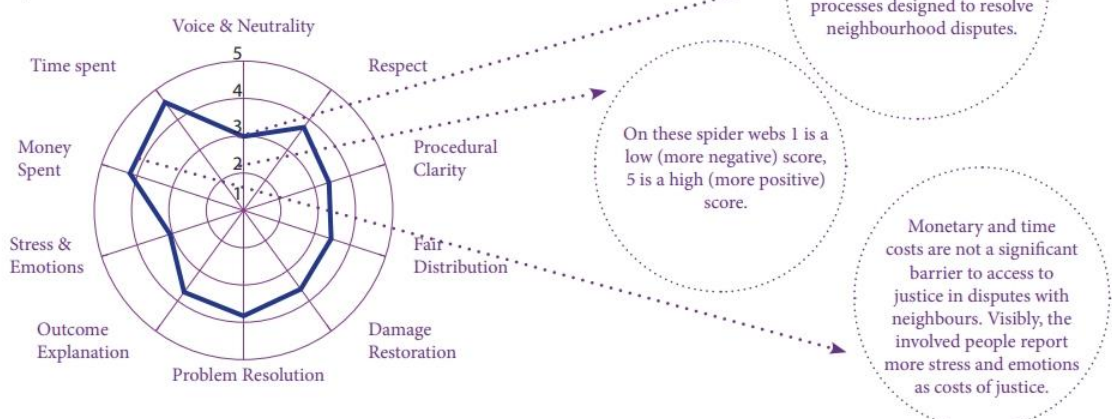 processes designed to resolve
neighbourhood disputes.
Voice & Neutrality
Time spent
5
Respect
4
3
Money
Spent
Procedural
Clarity
2
1
On these spider webs 1 is a
low (more negative) score,
5 is a high (more positive)
score.
Stress &
Emotions
Fair
Distribution
Monetary and time
costs are not a significant
barrier to access to
justice in disputes with
neighbours. Visibly, the
involved people report
more stress and emotions
as costs of justice.
Outcome
Explanation
Damage
Restoration
Problem Resolution